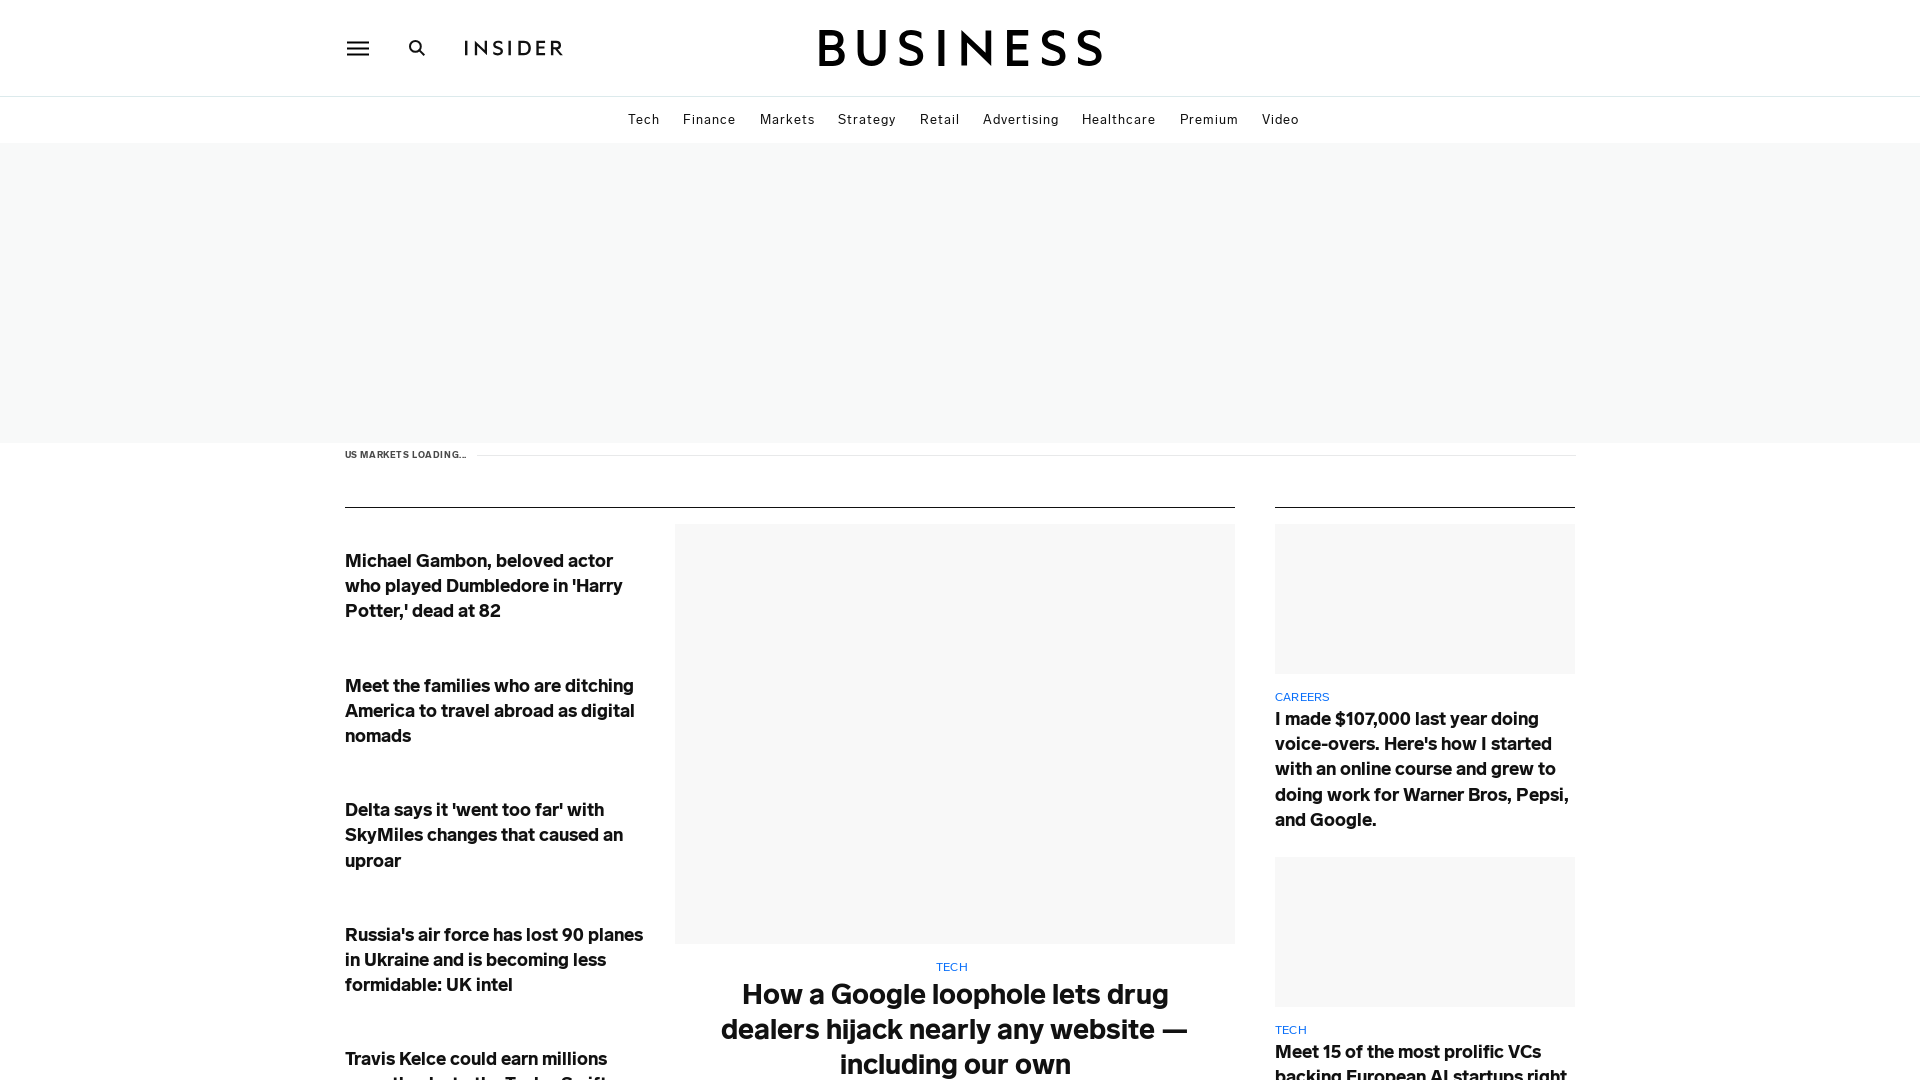 INSIDER
BUSINESS
Tech Finance Markets Strategy Retail Advertising Healthcare Premium Video
US MARKETS LOADING...
Michael Gambon, beloved actor
who played Dumbledore in 'Harry
Potter,' dead at 82
Meet the families who are ditching
America to travel abroad as digital
nomads
Delta says it 'went too far' with
SkyMiles changes that caused an
uproar
Russia's air force has lost 90 planes
in Ukraine and is becoming less
formidable: UK intel
Travis Kelce could earn millions
TECH
How a Google loophole lets drug
dealers hijack nearly any website —
including our own
CAREERS
I made $107,000 last year doing
voice-overs. Here's how I started
with an online course and grew to
doing work for Warner Bros, Pepsi,
and Google.
TECH
Meet 15 of the most prolific VCs
backing European AI startups right